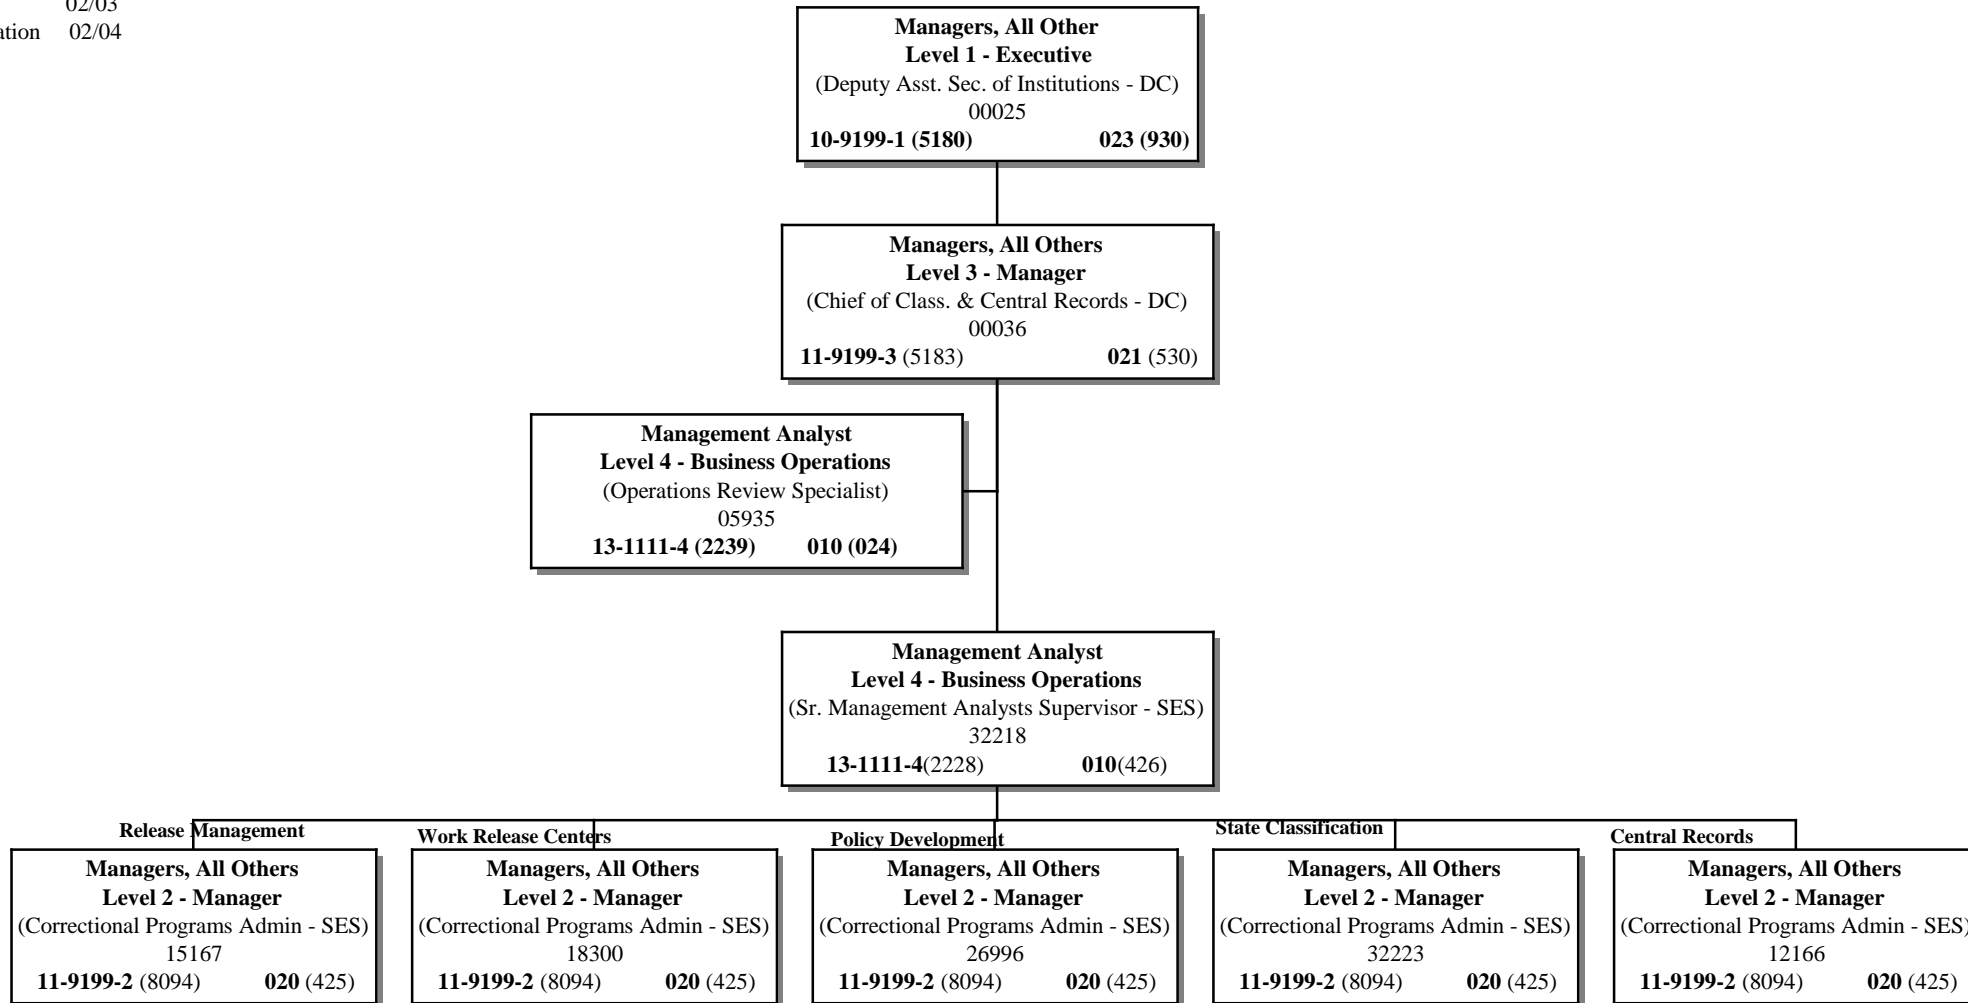 02/03
ation 02/04
Managers, All Other
Level 1 - Executive
(Deputy Asst. Sec. of Institutions - DC)
00025
10-9199-1 (5180) 023 (930)
Managers, All Others
Level 3 - Manager
(Chief of Class. & Central Records - DC)
00036
11-9199-3 (5183) 021 (530)
Management Analyst
Level 4 - Business Operations
(Operations Review Specialist)
05935
13-1111-4 (2239) 010 (024)
Management Analyst
Level 4 - Business Operations
(Sr. Management Analysts Supervisor - SES)
32218
13-1111-4(2228) 010(426)
Release Management
Managers, All Others
Level 2 - Manager
(Correctional Programs Admin - SES)
15167
11-9199-2 (8094) 020 (425)
Work Release Centers
Managers, All Others
Level 2 - Manager
(Correctional Programs Admin - SES)
18300
11-9199-2 (8094) 020 (425)
Policy Development
Managers, All Others
Level 2 - Manager
(Correctional Programs Admin - SES)
26996
11-9199-2 (8094) 020 (425)
State Classification
Managers, All Others
Level 2 - Manager
(Correctional Programs Admin - SES)
32223
11-9199-2 (8094) 020 (425)
Central Records
Managers, All Others
Level 2 - Manager
(Correctional Programs Admin - SES)
12166
11-9199-2 (8094) 020 (425)